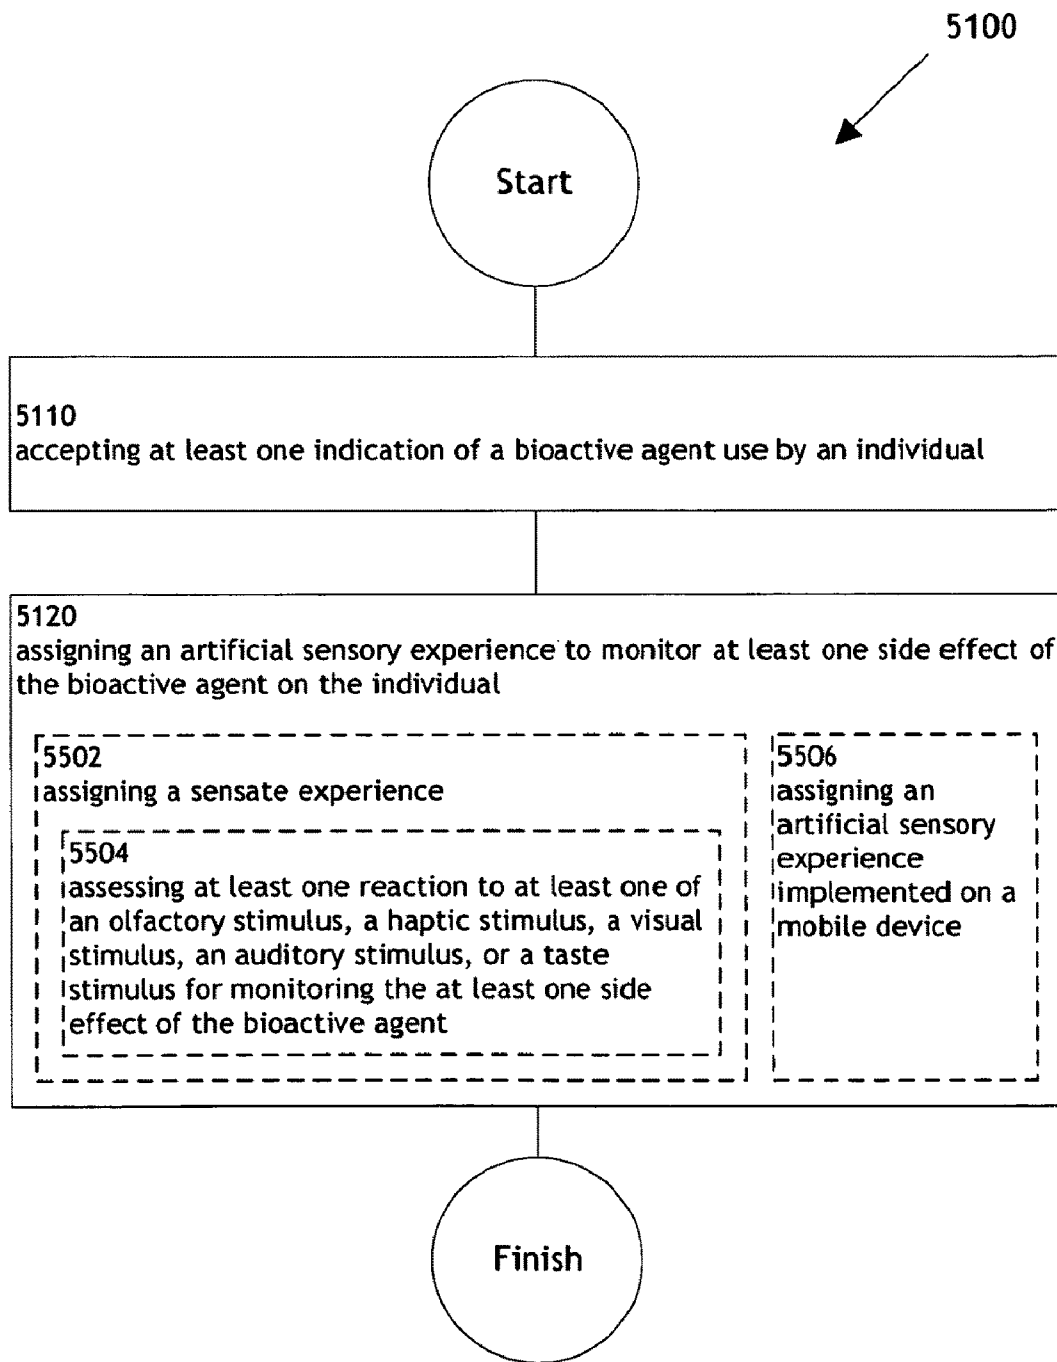 5100
Start
5110
accepting at least one indication of a bioactive agent use by an individual
5120
assigning an artificial sensory experience to monitor at least one side effect of
the bioactive agent on the individual
5502
assigning a sensate experience
5504
assessing at least one reaction to at least one of
an olfactory stimulus, a haptic stimulus, a visual
stimulus, an auditory stimulus, or a taste
stimulus for monitoring the at least one side
effect of the bioactive agent
5506
assigning an
artificial sensory
experience
implemented on a
mobile device
Finish